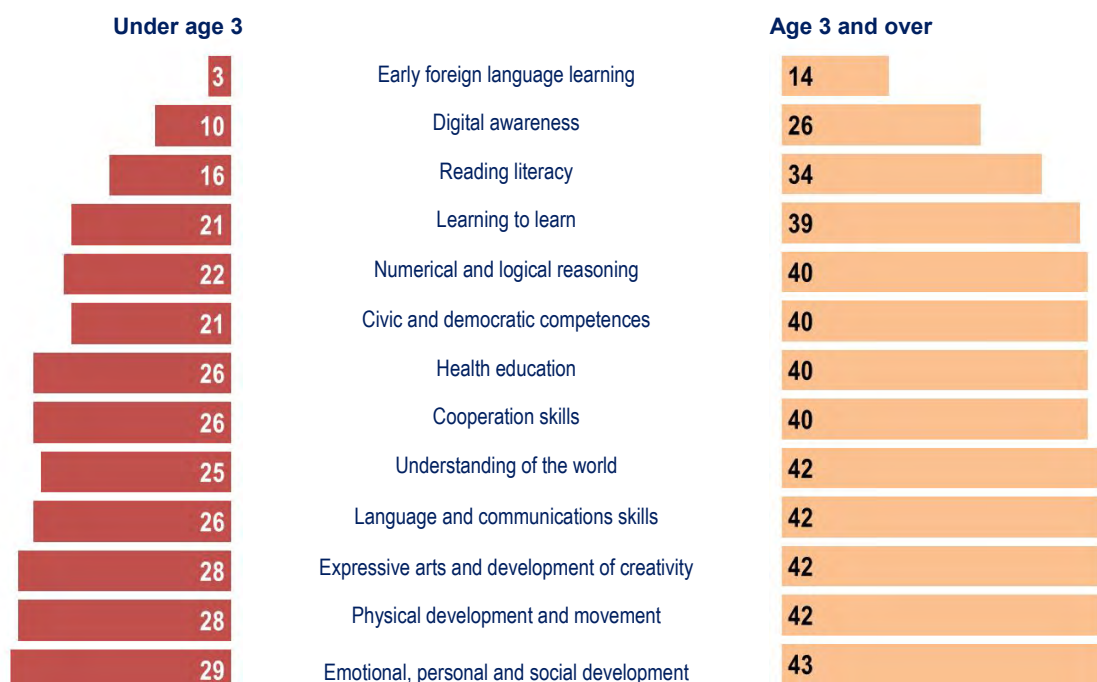 Under age 3 Age 3 and over
3 Early foreign language learning 14
10 Digital awareness 26
16 Reading literacy 34
21 Learning to learn 39
22 Numerical and logical reasoning 40
21 Civic and democratic competences 40
26 Health education 40
26 Cooperation skills 40
25 Understanding of the world 42
26 Language and communications skills 42
28 Expressive arts and development of creativity 42
28 Physical development and movement 42
29 Emotional, personal and social development 43